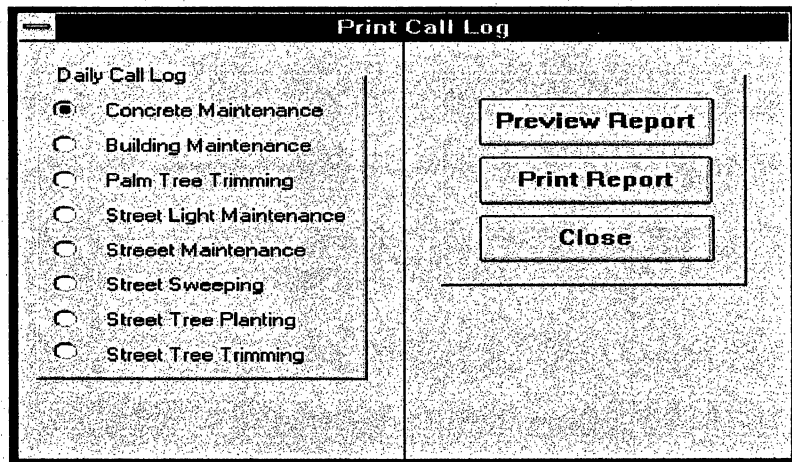 Print Call Log
Daily Call Log
Concrete Maintenance
Building Maintenance
Palm Tree Trimming
Street Light Maintenance
Streeet Maintenance
Street Sweeping
Street Tree Planting
Street Tree Trimming
Preview Report
Print Report
Close